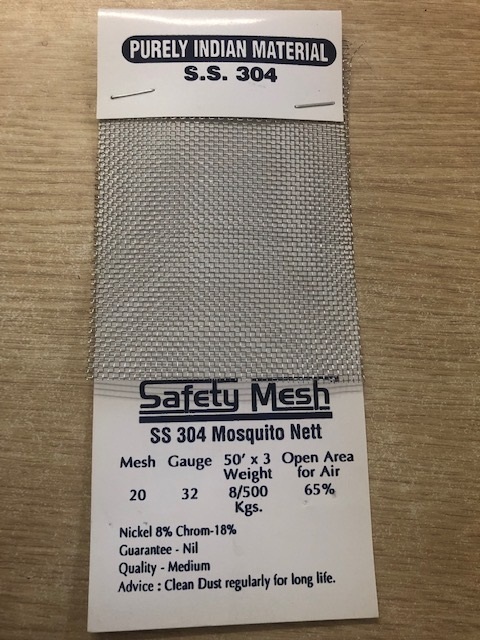 PURELY INDIAN MATERIAL
S.S. 304
Safety Mesh
SS 304 Mosquito Nett
Mesh Gauge 50' x 3 Open Area
Weight for Air
20 32 8/500 65%
Kgs.
Nickel 8% Chrom-18%
Guarantee - Nil
Quality - Medium
Advice : Clean Dust regularly for long life.